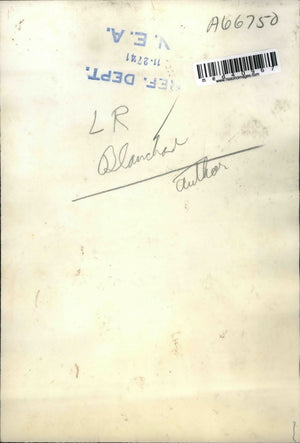 A66750
REF. DEPT.
11-27-41
N.E.A.
LR
Blanchar
author